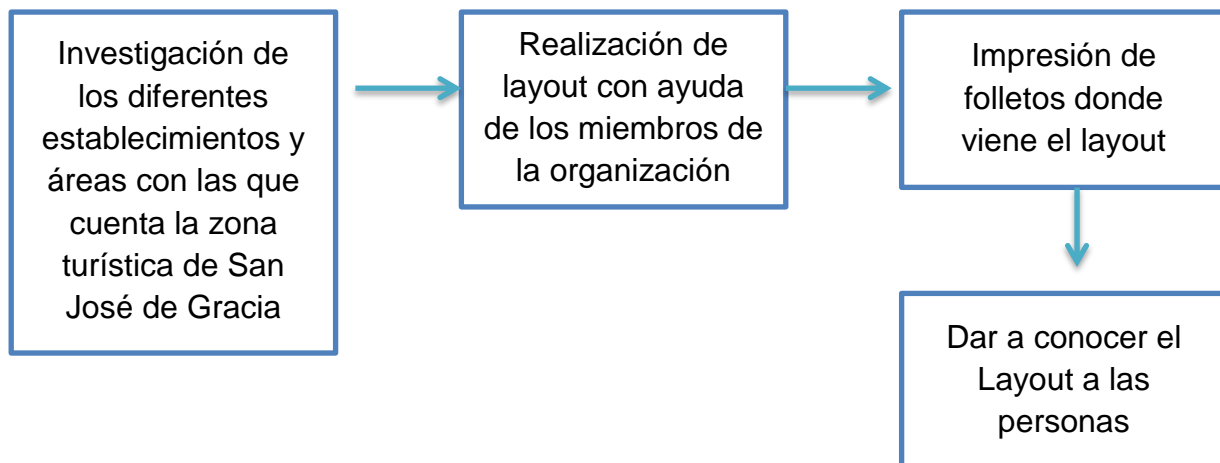 Investigación de
los diferentes
establecimientos y
áreas con las que
cuenta la zona
turística de San
José de Gracia
Realización de
layout con ayuda
de los miembros de
la organización
Impresión de
folletos donde
viene el layout
Dar a conocer el
Layout a las
personas